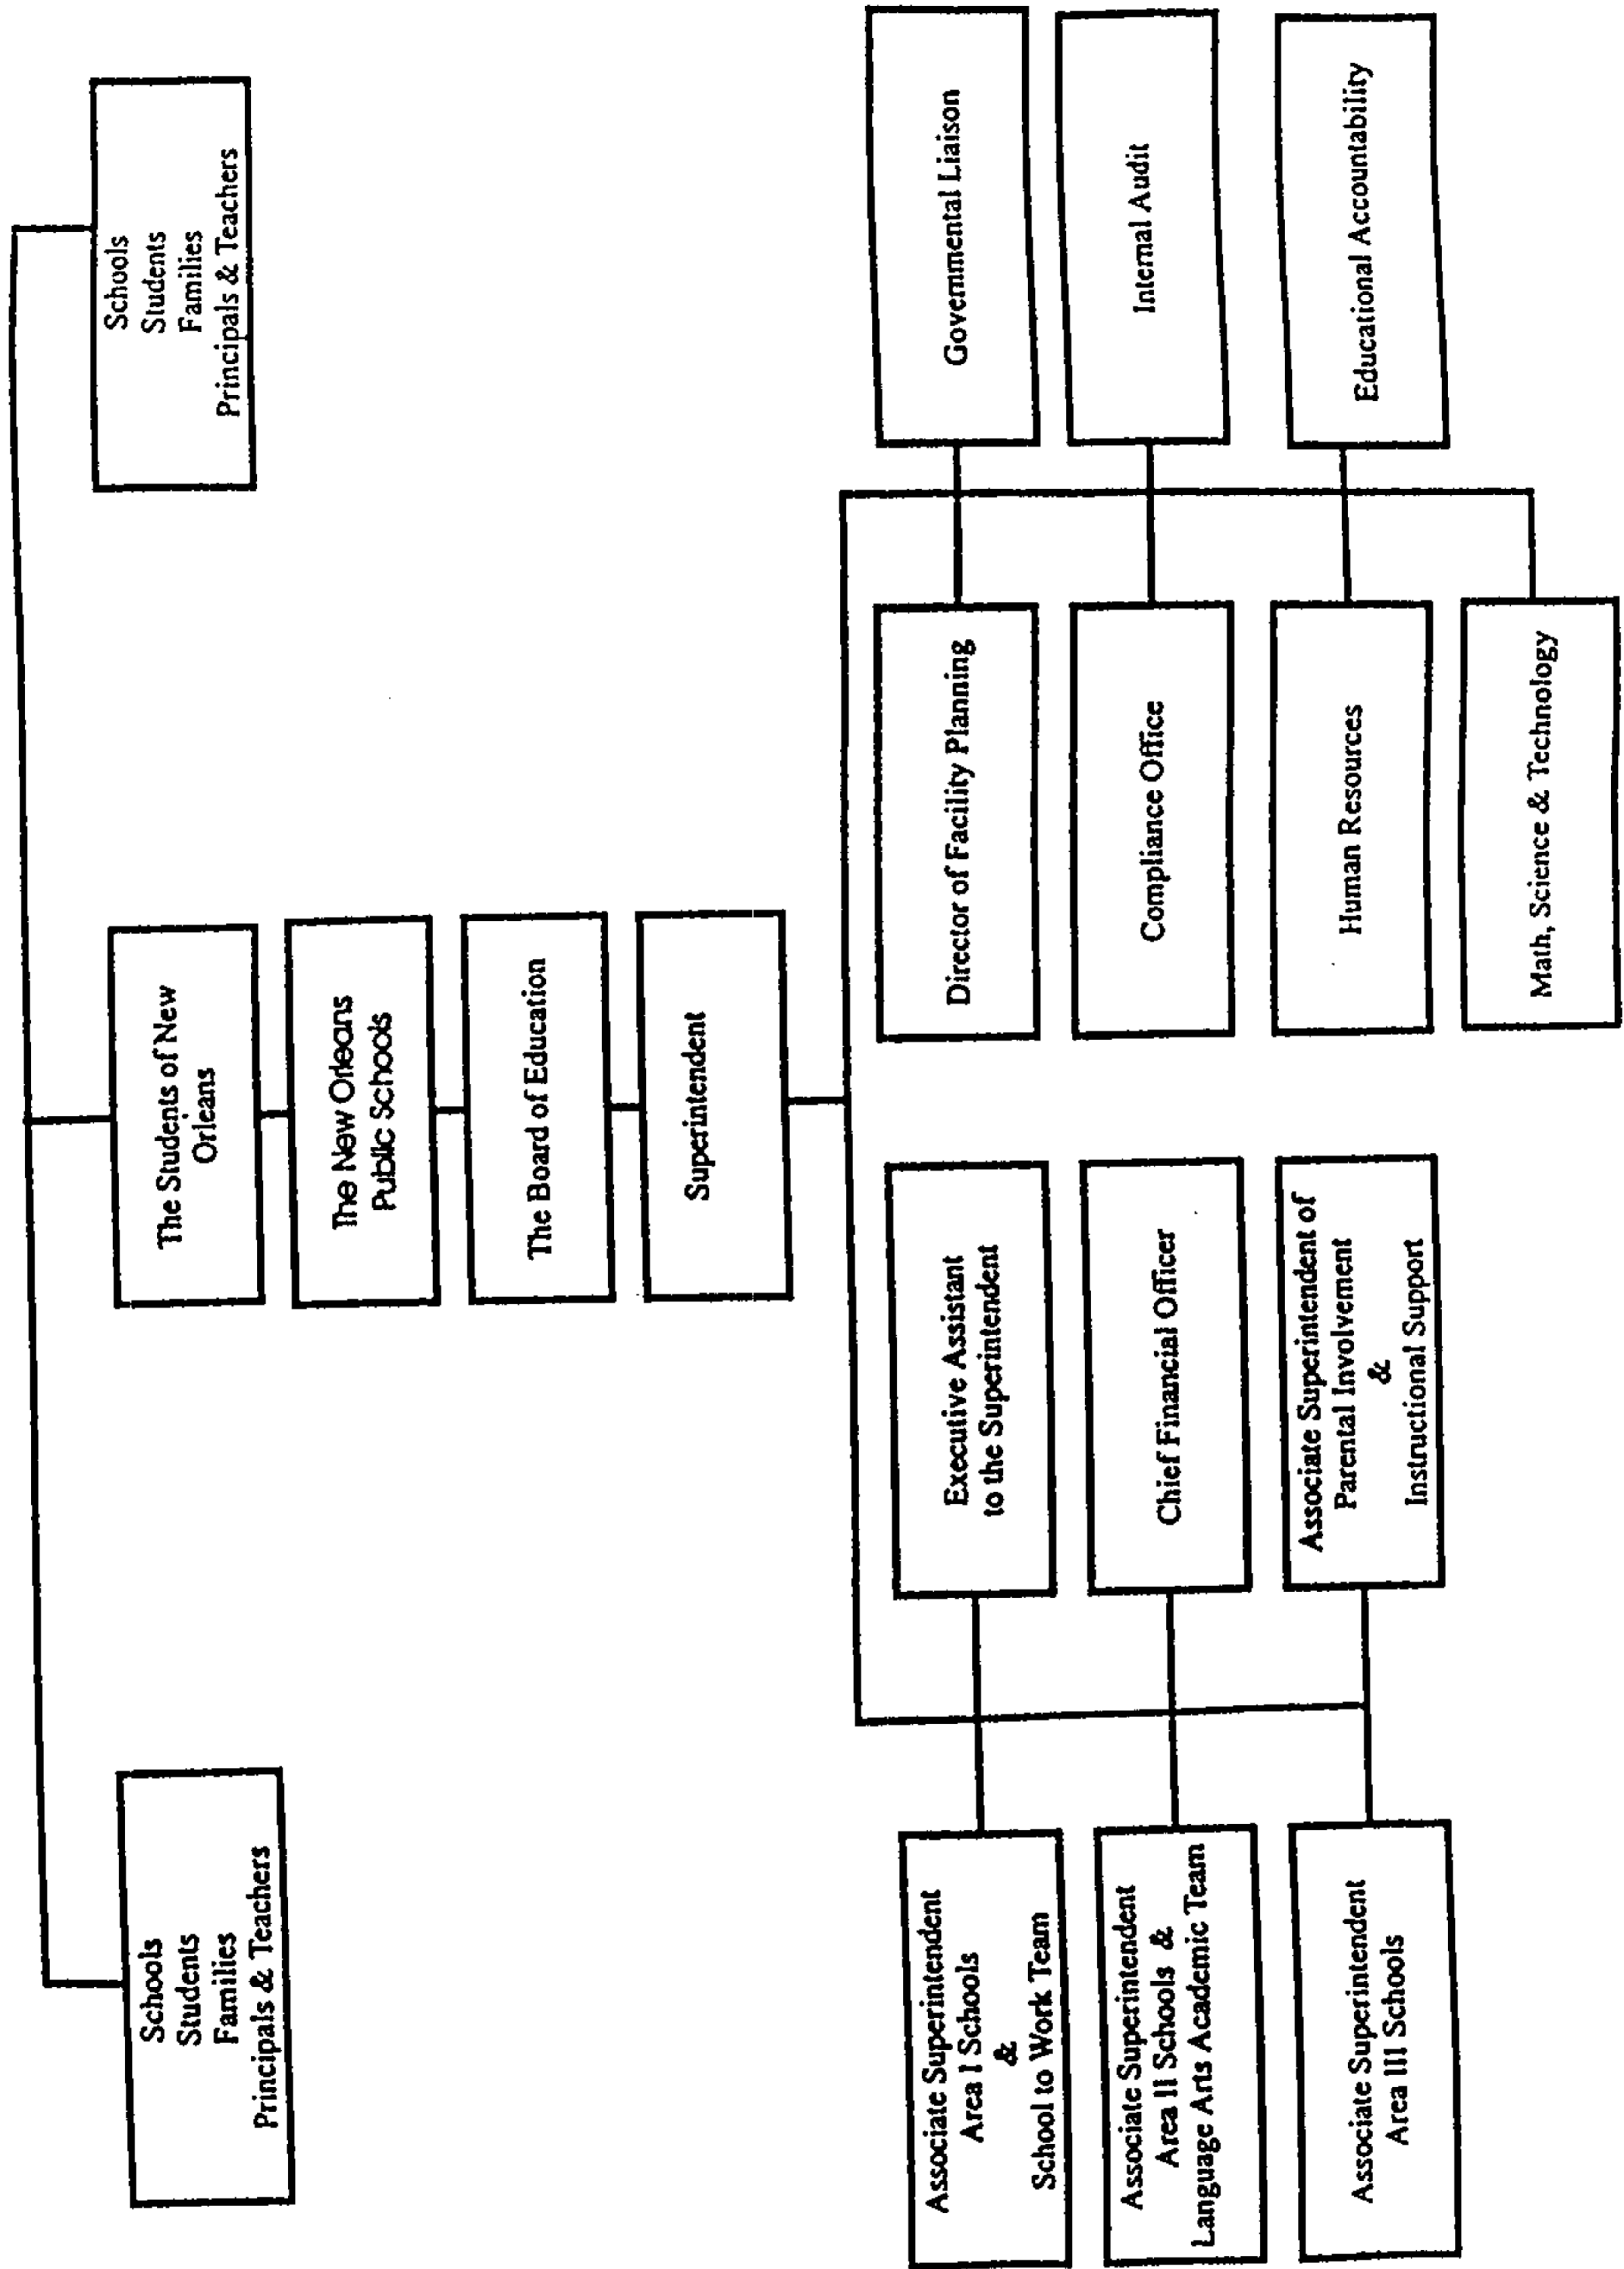 Schools
Students
Families
Principals & Teachers
The Students of New
Orleans
Schools
Students
Families
Principals & Teachers
The New Orleans
Public Schools
The Board of Education
Superintendent
Associate Superintendent
Area I Schools
&
School to Work Team
Executive Assistant
to the Superintendent
Director of Facility Planning
Governmental Liaison
Associate Superintendent
Area II Schools &
Language Arts Academic Team
Chief Financial Officer
Compliance Office
Internal Audit
Associate Superintendent
Area III Schools
Associate Superintendent of
Parental Involvement
&
Instructional Support
Human Resources
Educational Accountability
Math, Science & Technology